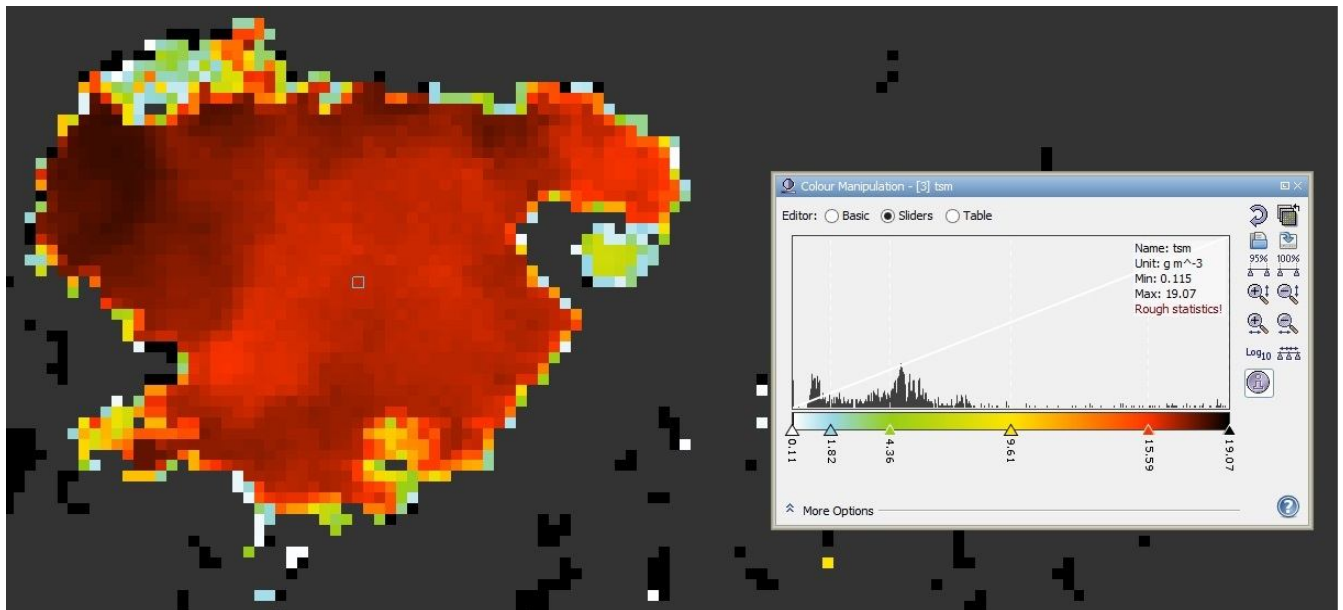 Colour Manipulation - [3] tsm
Editor: Basic Sliders Table
Name: tsm
Unit: g m^-3
Min: 0.115
Max: 19.07
Rough statistics!
95% 100%
Log10
0.11 1.82 4.36 9.61 15.59 19.07
More Options